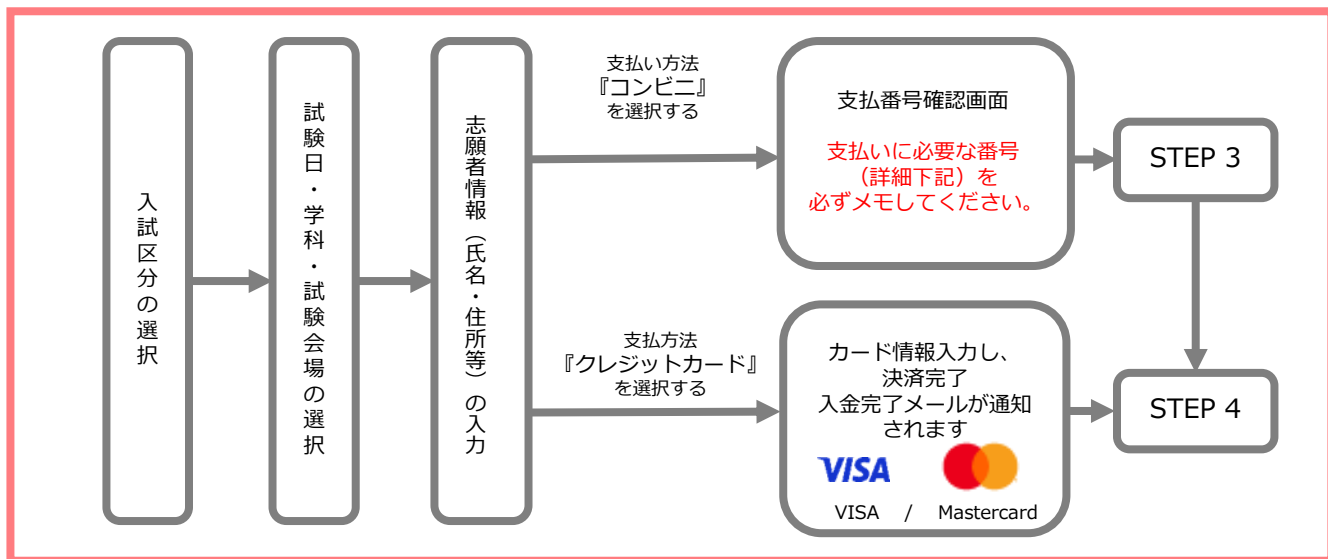 入試区分の選択
試験日・学科・試験会場の選択
志願者情報（氏名・住所等）の入力
支払い方法
『コンビニ』
を選択する
支払番号確認画面
支払いに必要な番号
（詳細下記）を
必ずメモしてください。
STEP 3
支払方法
『クレジットカード』
を選択する
カード情報入力し、
決済完了
入金完了メールが通知
されます
VISA
VISA / Mastercard
STEP 4